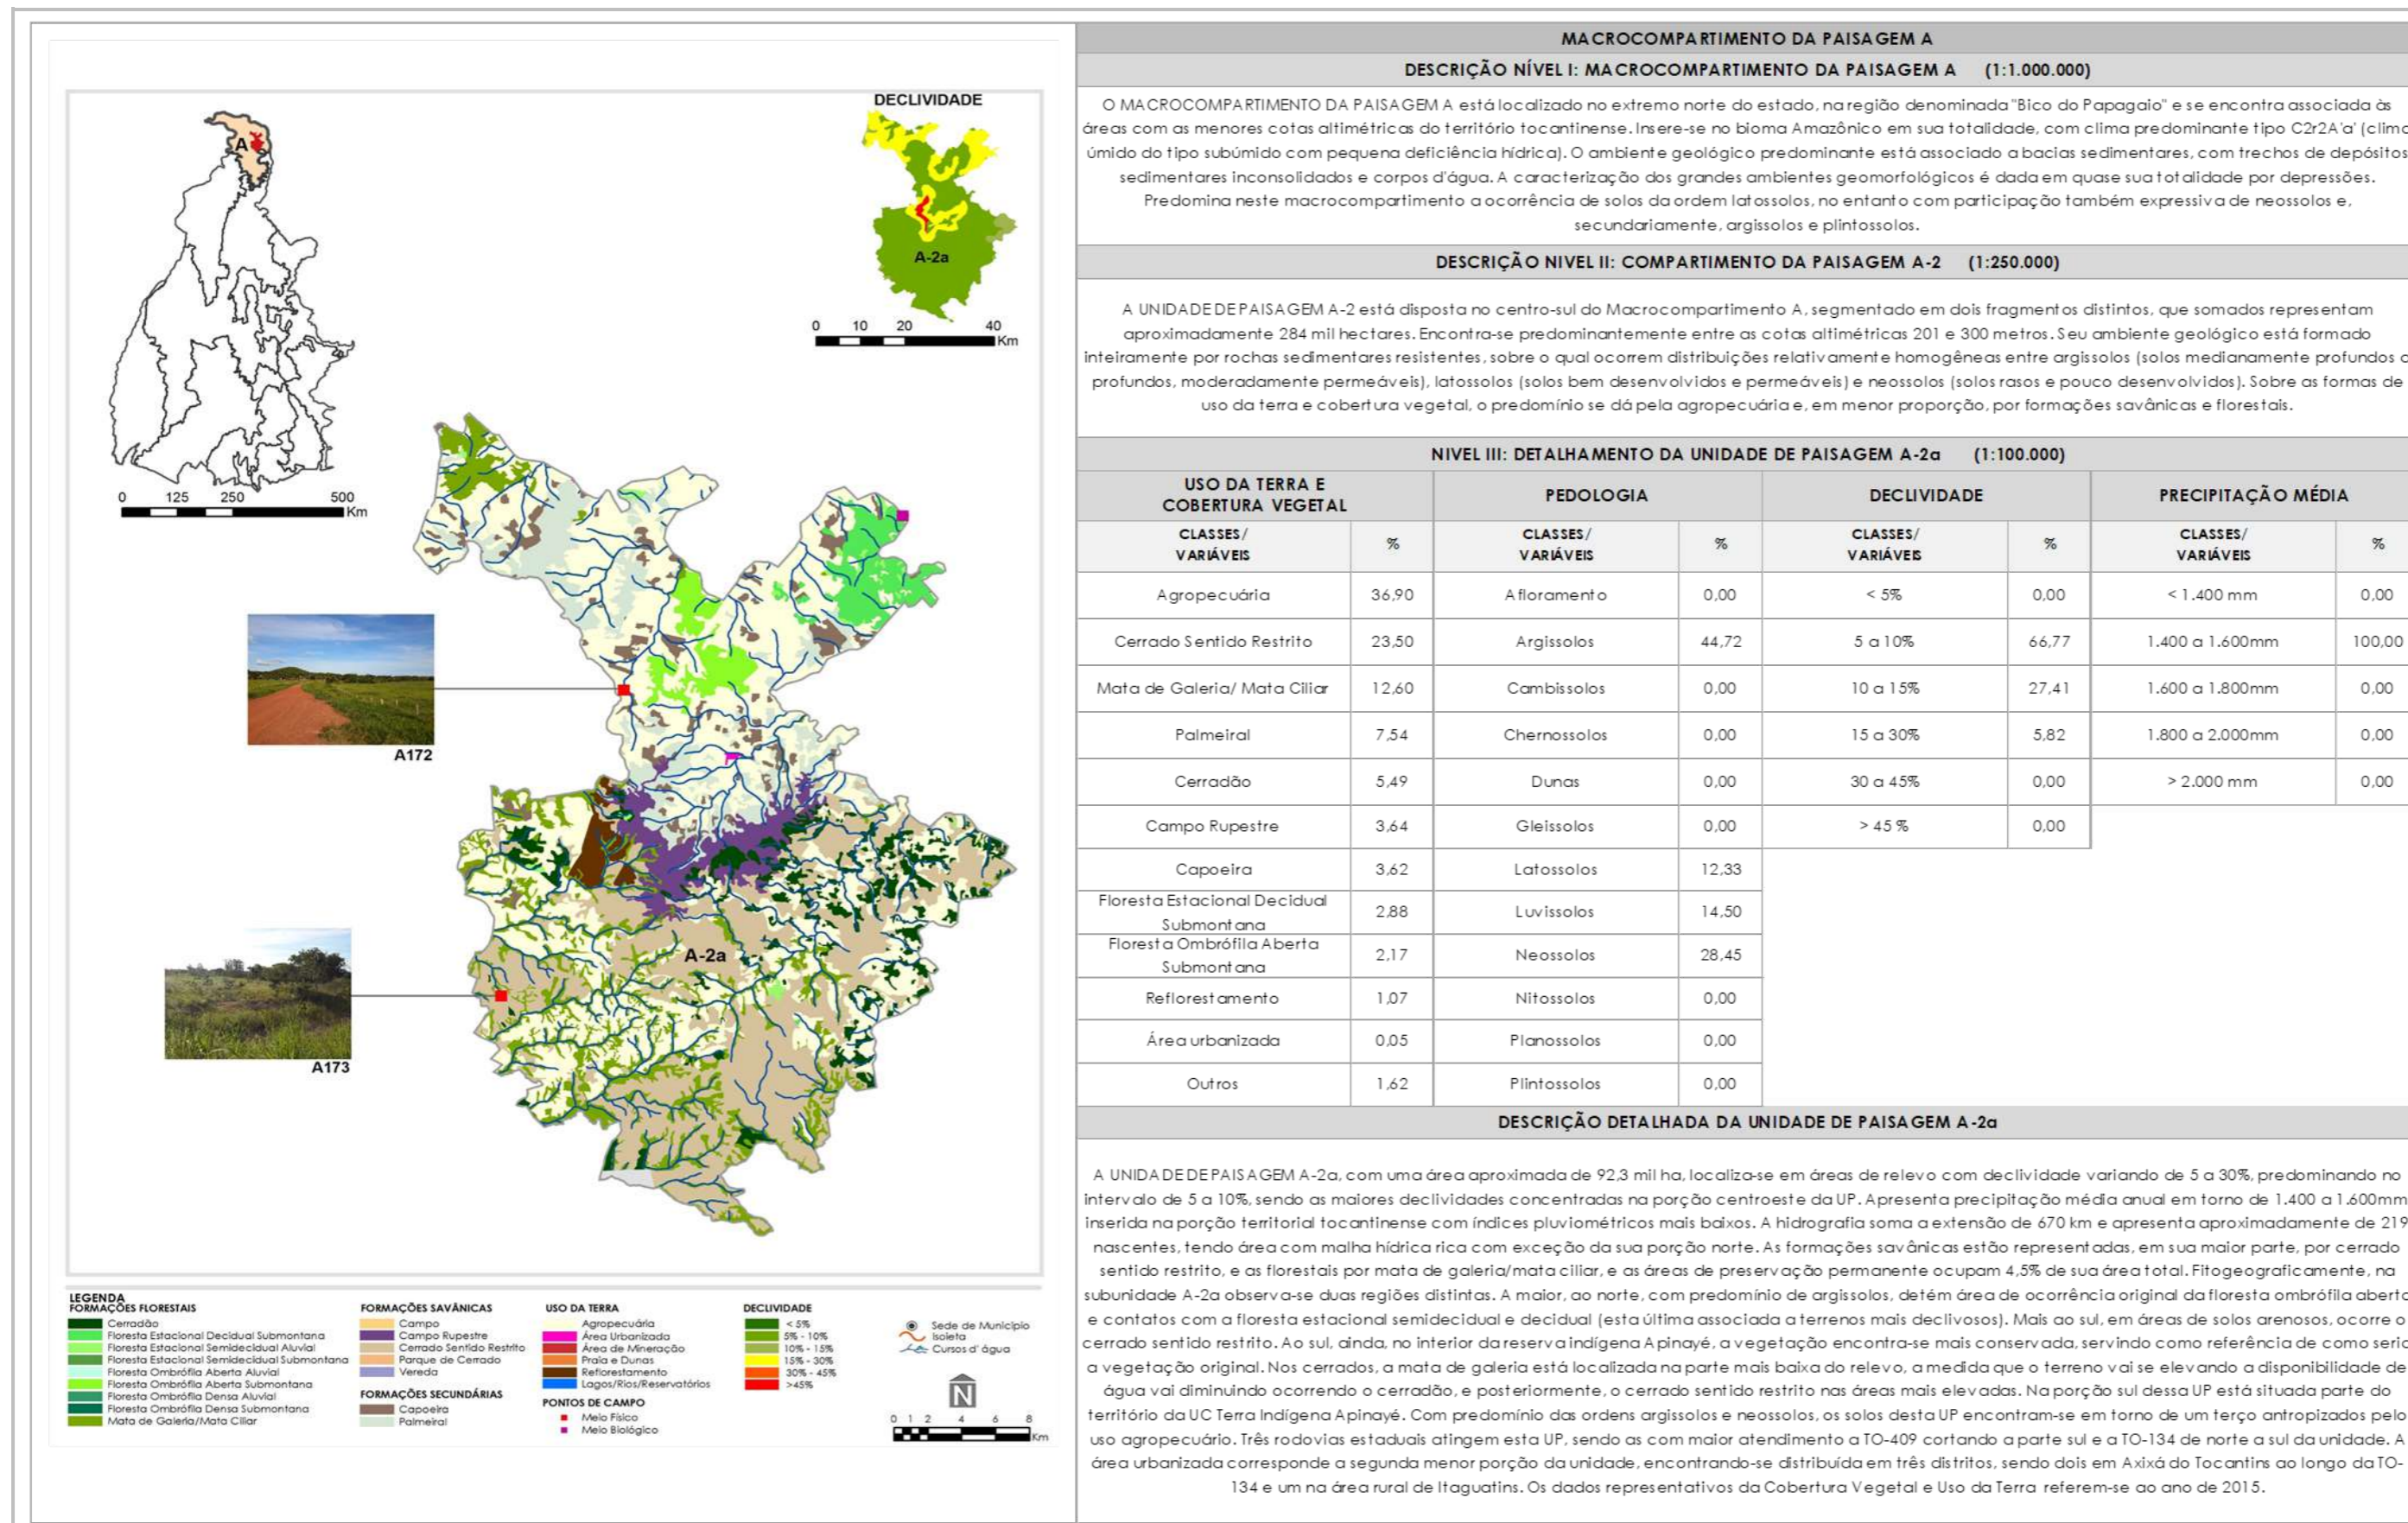 DECLIVIDADE
A
A-2a
0 10 20 40
Km
0 125 250 500
Km
A172
A-2a
A173
LEGENDA
FORMAÇÕES FLORESTAIS
Cerradão
Floresta Estacional Decidual Submontana
Floresta Estacional Semidecidual Aluvial
Floresta Estacional Semidecidual Submontana
Floresta Ombrófila Aberta Aluvial
Floresta Ombrófila Aberta Submontana
Floresta Ombrófila Densa Aluvial
Floresta Ombrófila Densa Submontana
Mata de Galeria/Mata Ciliar
FORMAÇÕES SAVÂNICAS
Campo
Campo Rupestre
Cerrado Sentido Restrito
Parque de Cerrado
Vereda
FORMAÇÕES SECUNDÁRIAS
Capoeira
Palmeiral
USO DA TERRA
Agropecuária
Área Urbanizada
Área de Mineração
Praia e Dunas
Reflorestamento
Lagos/Rios/Reservatórios
PONTOS DE CAMPO
Meio Físico
Meio Biológico
DECLIVIDADE
< 5%
5% - 10%
10% - 15%
15% - 30%
30% - 45%
>45%
Sede de Município
Isoieta
Cursos d' água
N
0 1 2 4 6 8
Km
MACROCOMPARTIMENTO DA PAISAGEM A
DESCRIÇÃO NÍVEL I: MACROCOMPARTIMENTO DA PAISAGEM A (1:1.000.000)
O MACROCOMPARTIMENTO DA PAISAGEM A está localizado no extremo norte do estado, na região denominada "Bico do Papagaio" e se encontra associada às
áreas com as menores cotas altimétricas do território tocantinense. Insere-se no bioma Amazônico em sua totalidade, com clima predominante tipo C2r2A'a' (clima
úmido do tipo subúmido com pequena deficiência hídrica). O ambiente geológico predominante está associado a bacias sedimentares, com trechos de depósitos
sedimentares inconsolidados e corpos d'água. A caracterização dos grandes ambientes geomorfológicos é dada em quase sua totalidade por depressões.
Predomina neste macrocompartimento a ocorrência de solos da ordem latossolos, no entanto com participação também expressiva de neossolos e,
secundariamente, argissolos e plintossolos.
DESCRIÇÃO NIVEL II: COMPARTIMENTO DA PAISAGEM A-2 (1:250.000)
A UNIDADE DE PAISAGEM A-2 está disposta no centro-sul do Macrocompartimento A, segmentado em dois fragmentos distintos, que somados representam
aproximadamente 284 mil hectares. Encontra-se predominantemente entre as cotas altimétricas 201 e 300 metros. Seu ambiente geológico está formado
inteiramente por rochas sedimentares resistentes, sobre o qual ocorrem distribuições relativamente homogêneas entre argissolos (solos medianamente profundos
profundos, moderadamente permeáveis), latossolos (solos bem desenvolvidos e permeáveis) e neossolos (solos rasos e pouco desenvolvidos). Sobre as formas de
uso da terra e cobertura vegetal, o predomínio se dá pela agropecuária e, em menor proporção, por formações savânicas e florestais.
NIVEL III: DETALHAMENTO DA UNIDADE DE PAISAGEM A-2a (1:100.000)
USO DA TERRA E COBERTURA VEGETAL PEDOLOGIA DECLIVIDADE PRECIPITAÇÃO MÉDIA
CLASSES/ VARIÁVEIS % CLASSES/ VARIÁVEIS % CLASSES/ VARIÁVEIS % CLASSES/ VARIÁVEIS %
Agropecuária 36,90 Afloramento 0,00 < 5% 0,00 < 1.400 mm 0,00
Cerrado Sentido Restrito 23,50 Argissolos 44,72 5 a 10% 66,77 1.400 a 1.600mm 100,00
Mata de Galeria/ Mata Ciliar 12,60 Cambissolos 0,00 10 a 15% 27,41 1.600 a 1.800mm 0,00
Palmeiral 7,54 Chernossolos 0,00 15 a 30% 5,82 1.800 a 2.000mm 0,00
Cerradão 5,49 Dunas 0,00 30 a 45% 0,00 > 2.000 mm 0,00
Campo Rupestre 3,64 Gleissolos 0,00 > 45 % 0,00
Capoeira 3,62 Latossolos 12,33
Floresta Estacional Decidual Submontana 2,88 Luvissolos 14,50
Floresta Ombrófila Aberta Submontana 2,17 Neossolos 28,45
Reflorestamento 1,07 Nitossolos 0,00
Área urbanizada 0,05 Planossolos 0,00
Outros 1,62 Plintossolos 0,00
DESCRIÇÃO DETALHADA DA UNIDADE DE PAISAGEM A-2a
A UNIDADE DE PAISAGEM A-2a, com uma área aproximada de 92,3 mil ha, localiza-se em áreas de relevo com declividade variando de 5 a 30%, predominando no
intervalo de 5 a 10%, sendo as maiores declividades concentradas na porção centroeste da UP. Apresenta precipitação média anual em torno de 1.400 a 1.600mm
inserida na porção territorial tocantinense com índices pluviométricos mais baixos. A hidrografia soma a extensão de 670 km e apresenta aproximadamente de 219
nascentes, tendo área com malha hídrica rica com exceção da sua porção norte. As formações savânicas estão representadas, em sua maior parte, por cerrado
sentido restrito, e as florestais por mata de galeria/mata ciliar, e as áreas de preservação permanente ocupam 4,5% de sua área total. Fitogeograficamente, na
subunidade A-2a observa-se duas regiões distintas. A maior, ao norte, com predomínio de argissolos, detém área de ocorrência original da floresta ombrófila aberta
e contatos com a floresta estacional semidecidual e decidual (esta última associada a terrenos mais declivosos). Mais ao sul, em áreas de solos arenosos, ocorre o
cerrado sentido restrito. Ao sul, ainda, no interior da reserva indígena Apinayé, a vegetação encontra-se mais conservada, servindo como referência de como seria
a vegetação original. Nos cerrados, a mata de galeria está localizada na parte mais baixa do relevo, a medida que o terreno vai se elevando a disponibilidade de
água vai diminuindo ocorrendo o cerradão, e posteriormente, o cerrado sentido restrito nas áreas mais elevadas. Na porção sul dessa UP está situada parte do
território da UC Terra Indígena Apinayé. Com predomínio das ordens argissolos e neossolos, os solos desta UP encontram-se em torno de um terço antropizados pelo
uso agropecuário. Três rodovias estaduais atingem esta UP, sendo as com maior atendimento a TO-409 cortando a parte sul e a TO-134 de norte a sul da unidade. A
área urbanizada corresponde a segunda menor porção da unidade, encontrando-se distribuída em três distritos, sendo dois em Axixá do Tocantins ao longo da TO-
134 e um na área rural de Itaguatins. Os dados representativos da Cobertura Vegetal e Uso da Terra referem-se ao ano de 2015.